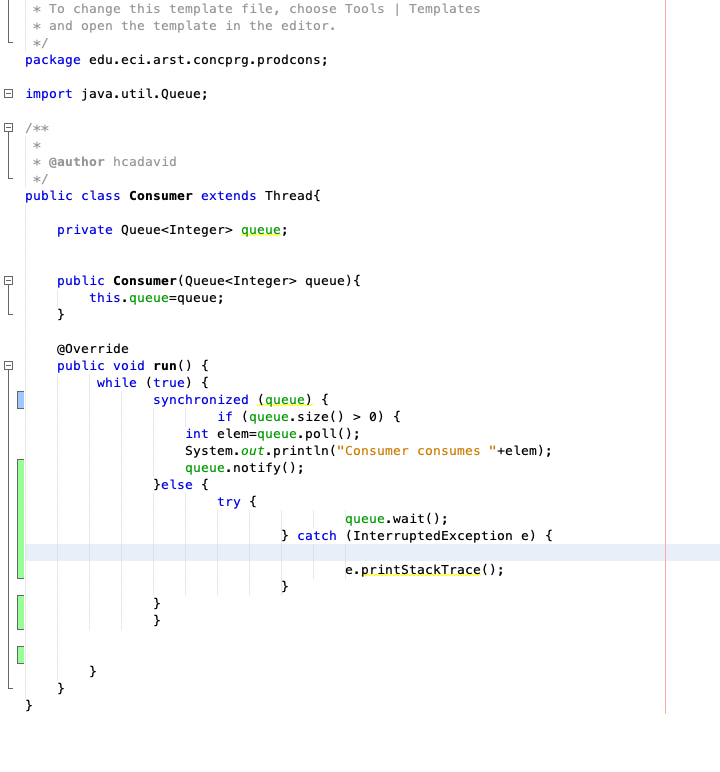 * To change this template file, choose Tools | Templates
* and open the template in the editor.
*/
package edu.eci.arst.concprg.prodcons;
import java.util.Queue;
/**
*
* @author hcadavid
*/
public class Consumer extends Thread{
private Queue<Integer> queue;
public Consumer(Queue<Integer> queue){
this.queue=queue;
}
@Override
public void run() {
while (true) {
synchronized (queue) {
if (queue.size() > 0) {
int elem=queue.poll();
System.out.println("Consumer consumes "+elem);
queue.notify();
}else {
try {
queue.wait();
} catch (InterruptedException e) {
e.printStackTrace();
}
}
}
}
}
}